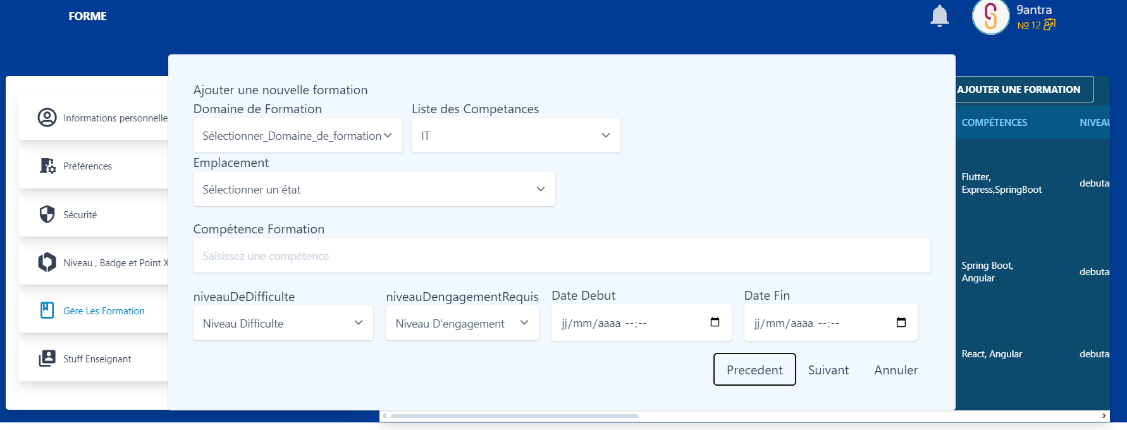 FORME
9antra
№ 12
Ajouter une nouvelle formation
Domaine de Formation
Liste des Competances
Sélectionner_Domaine_de_formation
IT
Emplacement
Sélectionner un état
Compétence Formation
Saisissez une compétence
niveauDeDifficulte
niveauDengagementRequis
Date Debut
Date Fin
Niveau Difficulte
Niveau D'engagement
jj/mm/aaaa --:--
jj/mm/aaaa --:--
Precedent
Suivant
Annuler
Informations personnelle
Préférences
Sécurité
Niveau , Badge et Point X
Gére Les Formation
Stuff Enseignant
AJOUTER UNE FORMATION
COMPÉTENCES
NIVEAU
Flutter,
Express,SpringBoot
debuta
Spring Boot,
Angular
debuta
React, Angular
debuta